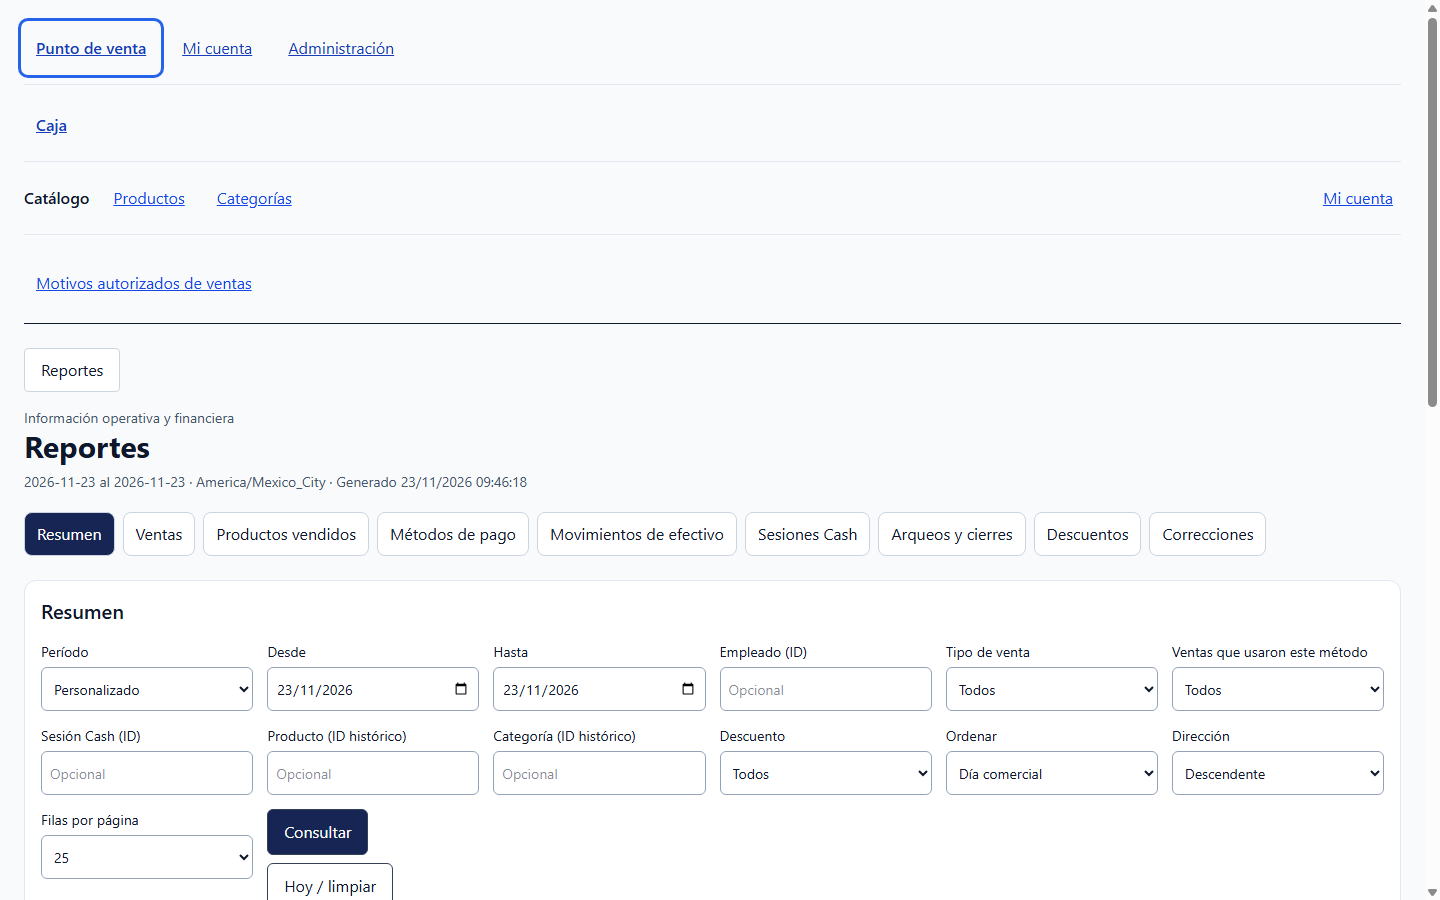 Punto de venta Mi cuenta Administración
Caja
Catálogo Productos Categorías Mi cuenta
Motivos autorizados de ventas
Reportes
Información operativa y financiera
Reportes
2026-11-23 al 2026-11-23 · America/Mexico_City · Generado 23/11/2026 09:46:18
Resumen Ventas Productos vendidos Métodos de pago Movimientos de efectivo Sesiones Cash Arqueos y cierres Descuentos Correcciones
Resumen
Período Desde Hasta Empleado (ID) Tipo de venta Ventas que usaron este método
Personalizado 23/11/2026 23/11/2026 Opcional Todos Todos
Sesión Cash (ID) Producto (ID histórico) Categoría (ID histórico) Descuento Ordenar Dirección
Opcional Opcional Opcional Todos Día comercial Descendente
Filas por página
25 Consultar
Hoy / limpiar